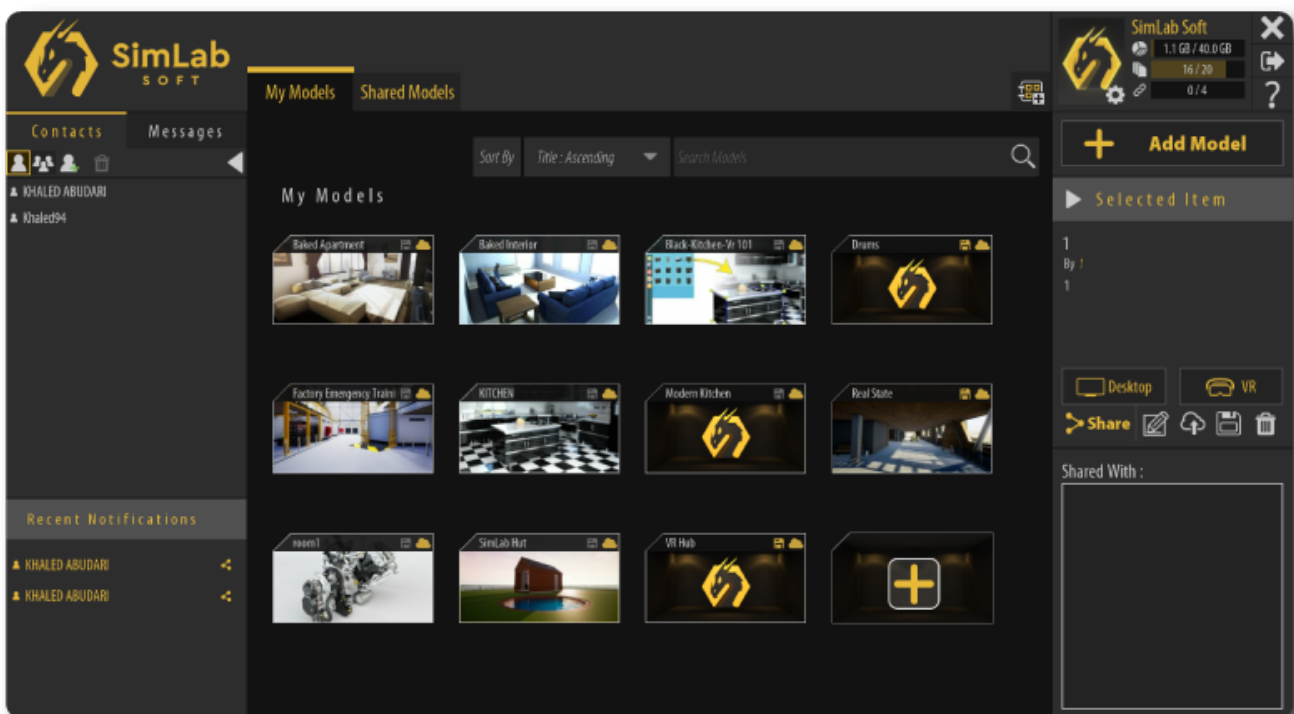 SimLab
SOFT
My Models
Shared Models
SimLab Soft
1.1 GB / 40.0 GB
16 / 20
0 / 4
?
Contacts
Messages
KHALED ABUDARI
Khaled94
Recent Notifications
KHALED ABUDARI
KHALED ABUDARI
Sort By
Title : Ascending
Search Models
My Models
Baked Apartment
Baked Interior
Black-Kitchen-Vr 101
Drums
Factory Emergency Traini
KITCHEN
Modern Kitchen
Real State
room1
SimLab Hut
VR Hub
Add Model
Selected Item
1
By 1
1
Desktop
VR
Share
Shared With :